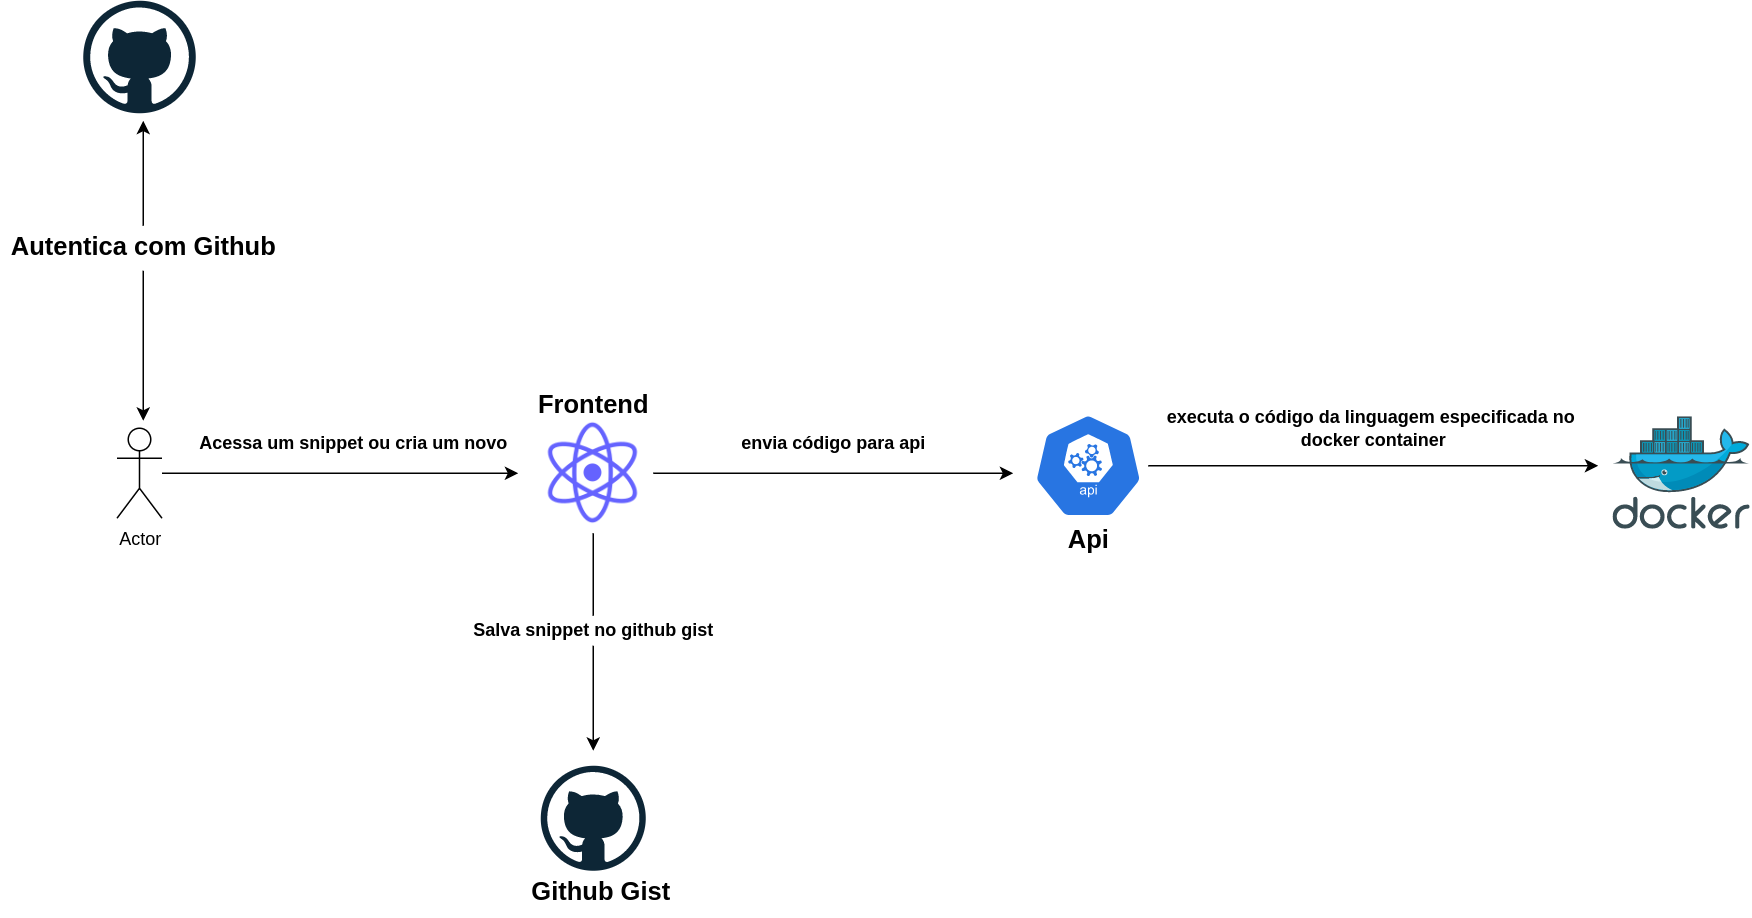 Autentica com Github
Frontend
Acessa um snippet ou cria um novo
envia código para api
executa o código da linguagem especificada no
docker container
api
docker
Actor
Api
Salva snippet no github gist
Github Gist